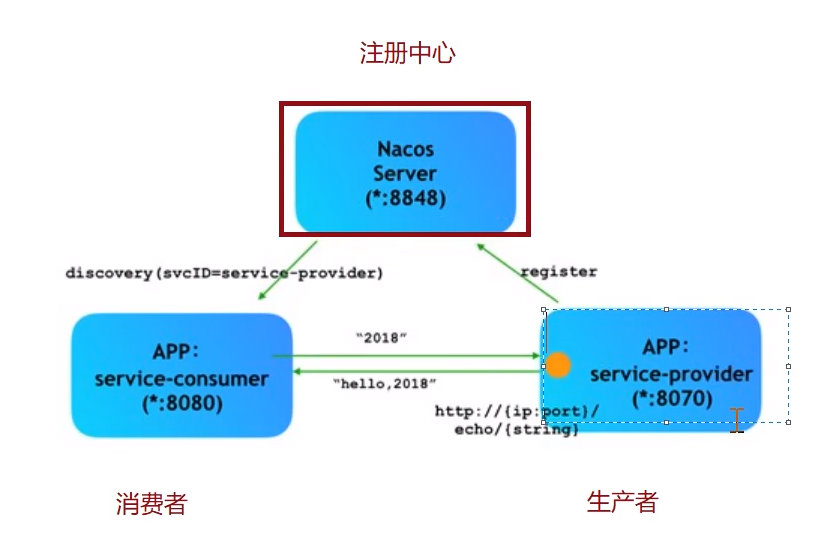 注册中心
Nacos
Server
(*:8848)
discovery(svcID=service-provider)
register
APP：
service-consumer
(*:8080)
“2018”
“hello,2018”
APP：
service-provider
(*:8070)
http://{ip:port}/
echo/{string}
消费者
生产者